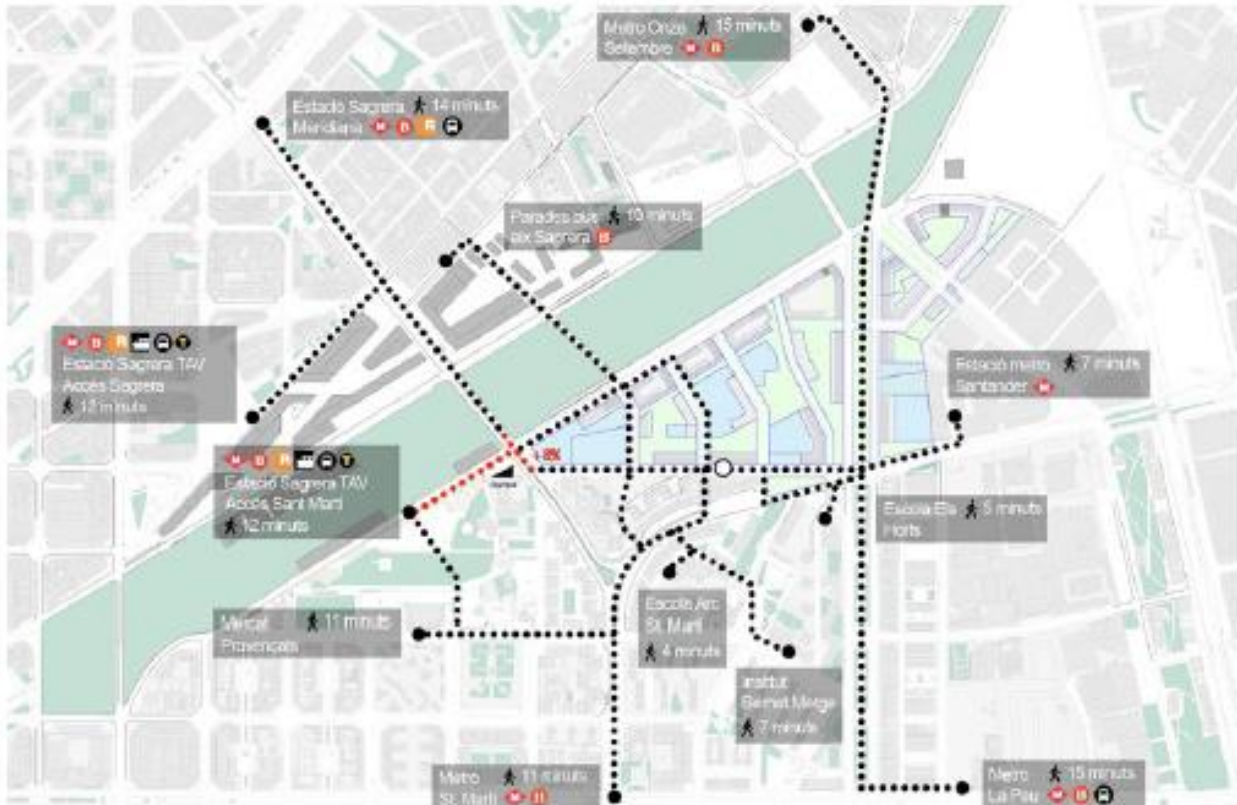 Metro Onze 15 minuts
Setembre M B
Estació Sagrera 14 minuts
Meridiana M B R
Parades bus 10 minuts
aix Sagrera B
M B R T
Estació Sagrera TAV
Accés Sagrera
12 minuts
Estació metro 7 minuts
Santander M
8%
M B R T
Estació Sagrera TAV
Accés Sant Martí
12 minuts
Escola Els 5 minuts
Horts
Mercat 11 minuts
Provençals
Escola Arc
St. Martí
4 minuts
Institut
Bernat Metge
7 minuts
Metro 11 minuts
St. Martí M B
Metro 15 minuts
La Pau M B